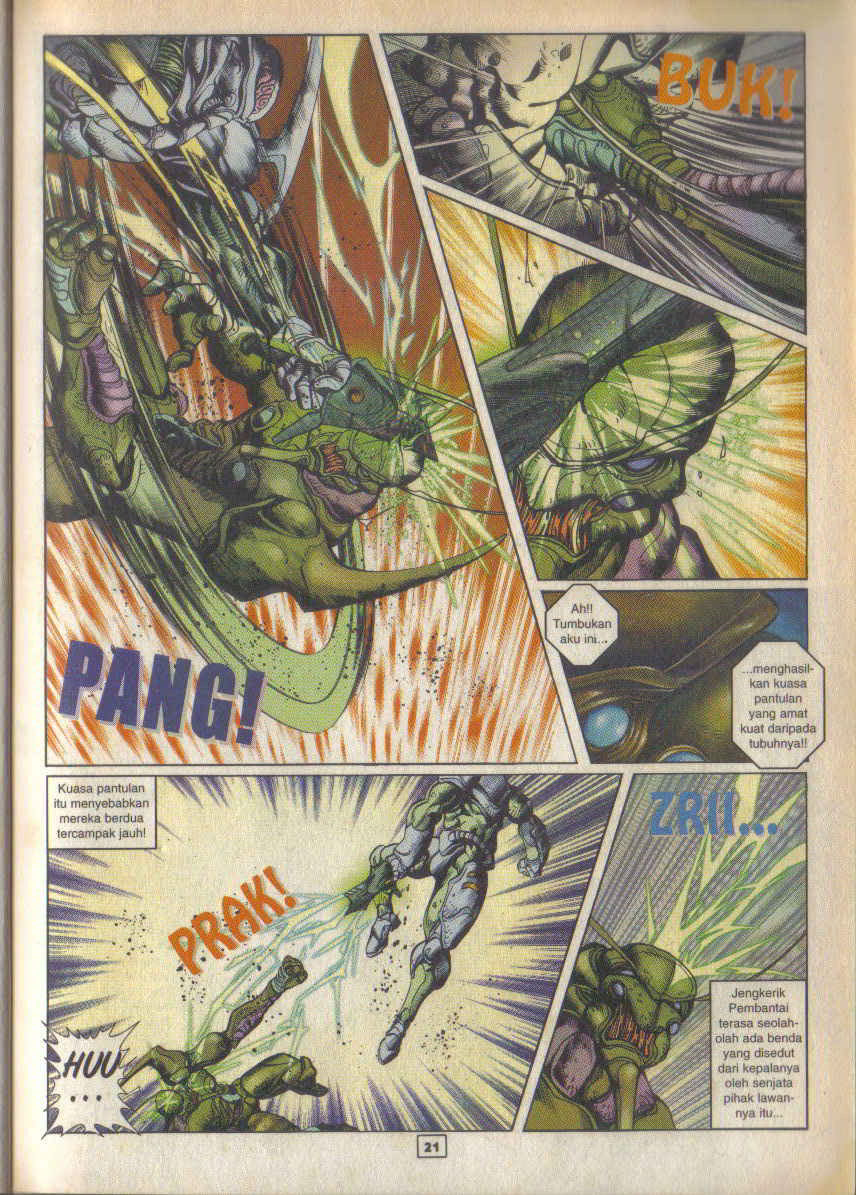 BUK!
PANG!
Ah!!
Tumbukan
aku ini...
...menghasil-
kan kuasa
pantulan
yang amat
kuat daripada
tubuhnya!!
Kuasa pantulan
itu menyebabkan
mereka berdua
tercampak jauh!
PRAK!
HUU
...
ZRII...
Jengkerik
Pembantai
terasa seolah-
olah ada benda
yang disedut
dari kepalanya
oleh senjata
pihak lawan-
nya itu...
21